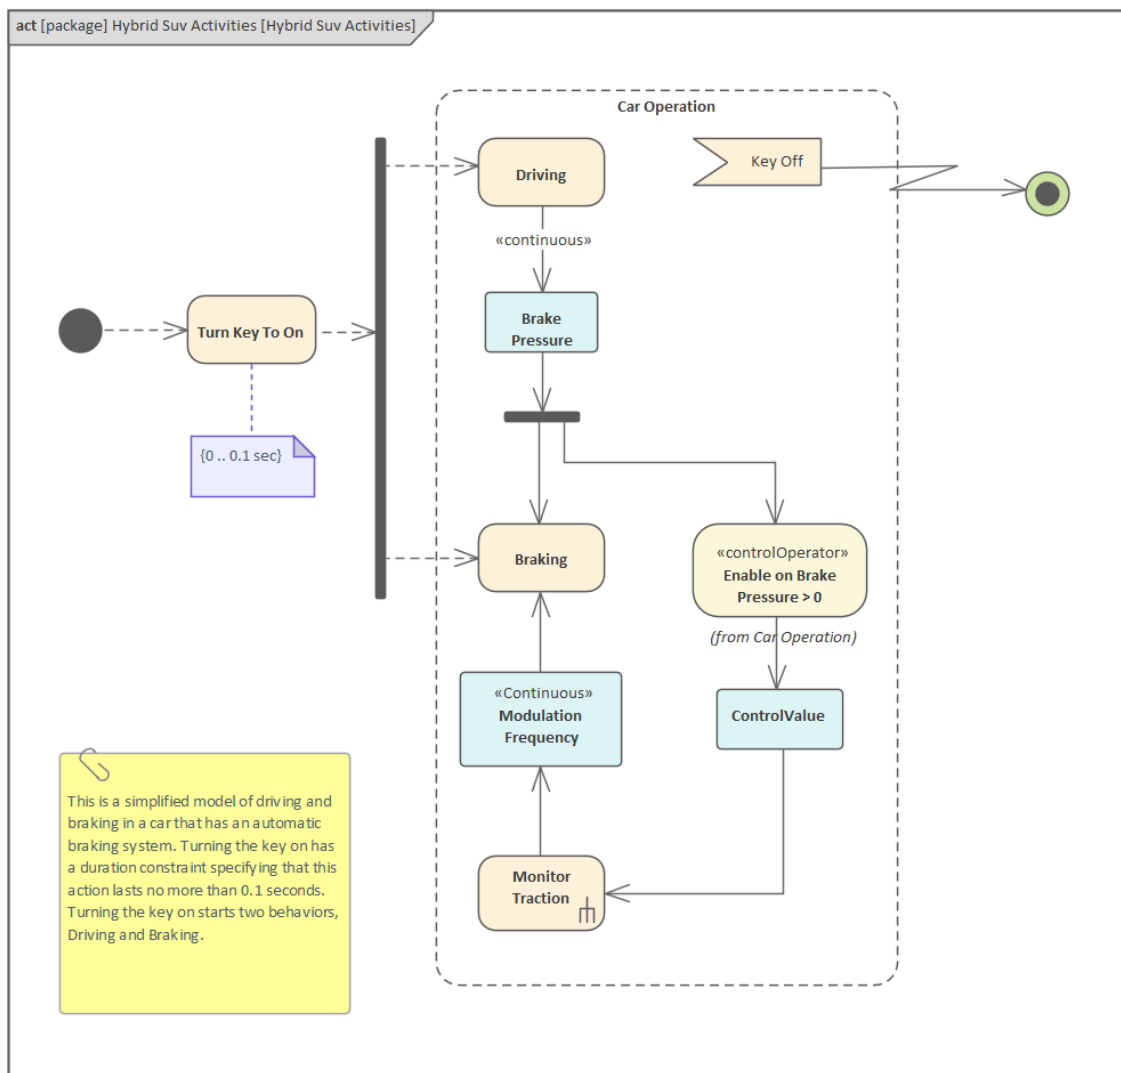 act [package] Hybrid Suv Activities [Hybrid Suv Activities]
Car Operation
Driving
Key Off
«continuous»
Brake
Pressure
Turn Key To On
{0 .. 0.1 sec}
Braking
«controlOperator»
Enable on Brake
Pressure > 0
(from Car Operation)
«Continuous»
Modulation
Frequency
ControlValue
Monitor
Traction
This is a simplified model of driving and
braking in a car that has an automatic
braking system. Turning the key on has
a duration constraint specifying that this
action lasts no more than 0.1 seconds.
Turning the key on starts two behaviors,
Driving and Braking.